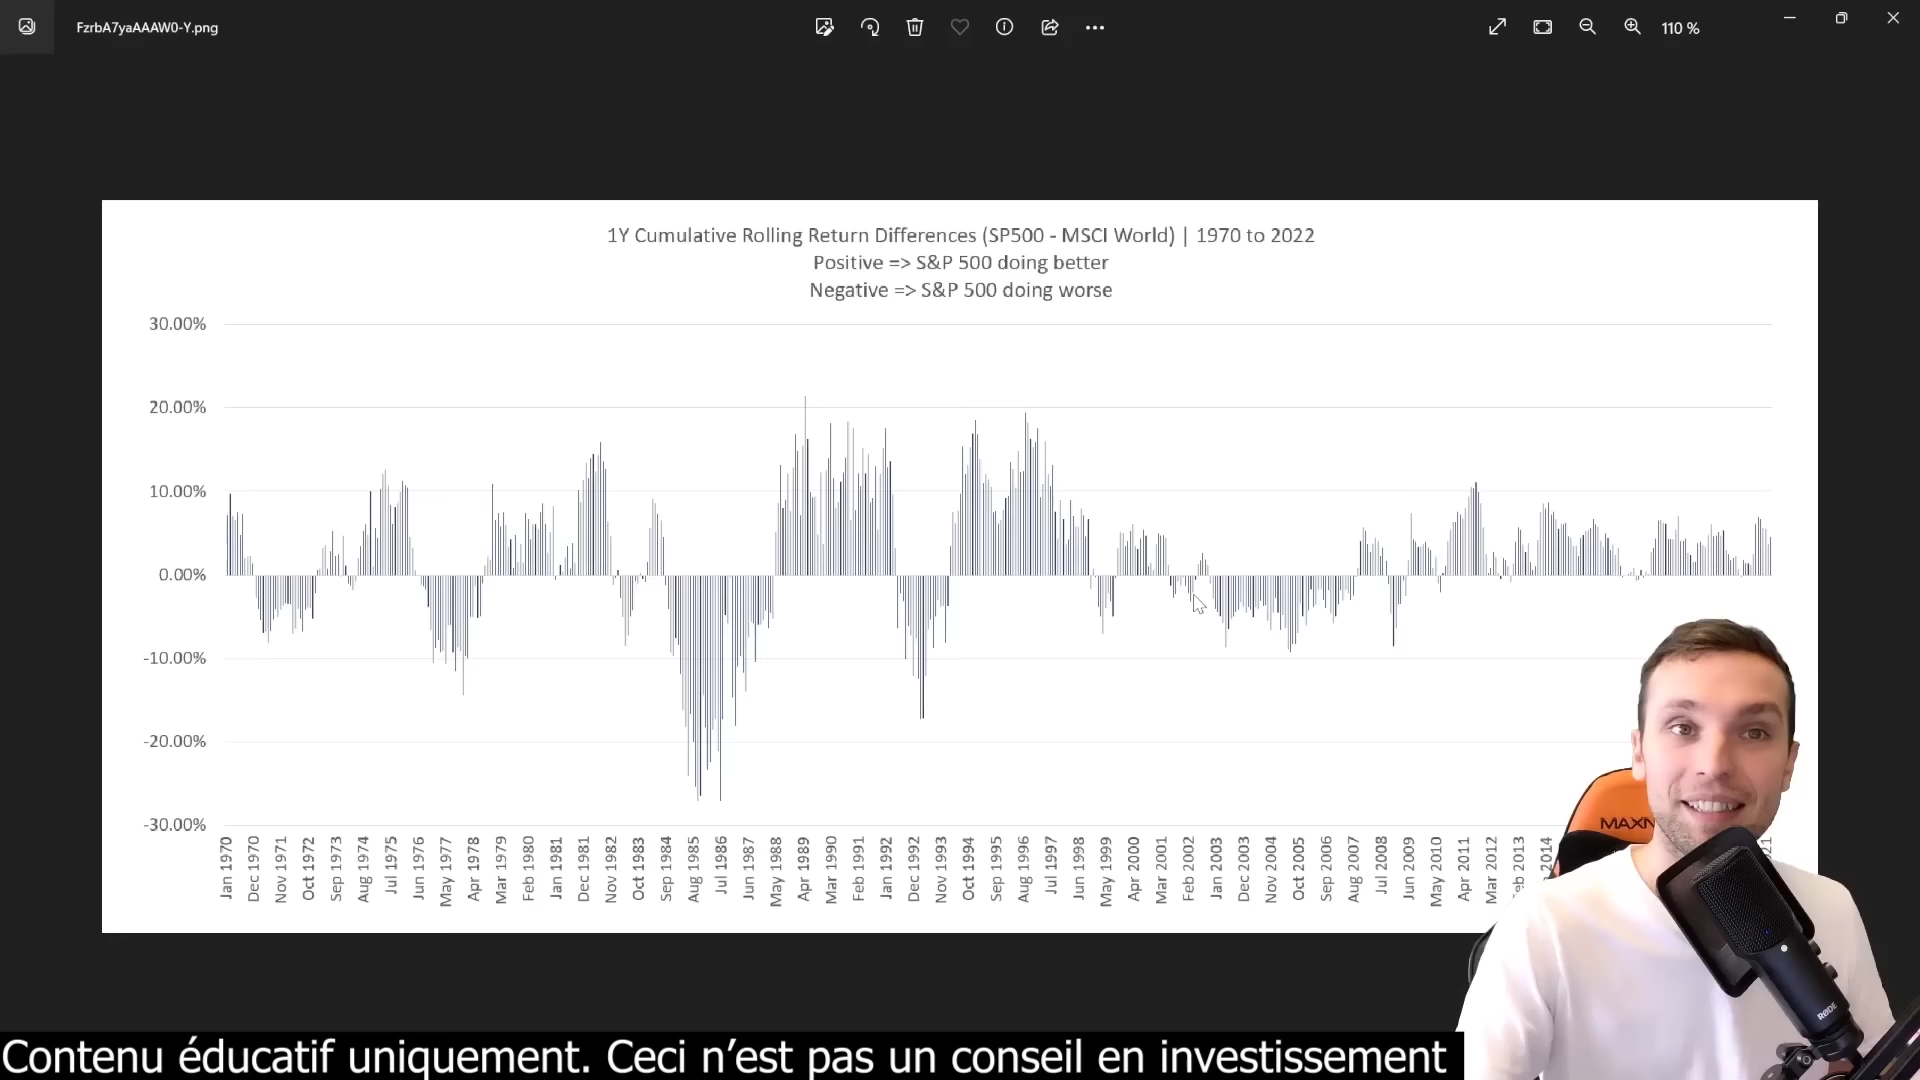 FzrbA7yaAAAW0-Y.png
110 %
1Y Cumulative Rolling Return Differences (SP500 - MSCI World) | 1970 to 2022
Positive => S&P 500 doing better
Negative => S&P 500 doing worse
30.00%
20.00%
10.00%
0.00%
-10.00%
-20.00%
-30.00%
Jan 1970
Dec 1970
Nov 1971
Oct 1972
Sep 1973
Aug 1974
Jul 1975
Jun 1976
May 1977
Apr 1978
Mar 1979
Feb 1980
Jan 1981
Dec 1981
Nov 1982
Oct 1983
Sep 1984
Aug 1985
Jul 1986
Jun 1987
May 1988
Apr 1989
Mar 1990
Feb 1991
Jan 1992
Dec 1992
Nov 1993
Oct 1994
Sep 1995
Aug 1996
Jul 1997
Jun 1998
May 1999
Apr 2000
Mar 2001
Feb 2002
Jan 2003
Dec 2003
Nov 2004
Oct 2005
Sep 2006
Aug 2007
Jul 2008
Jun 2009
May 2010
Apr 2011
Mar 2012
Feb 2013
2014
MAXN
RØDE
Contenu éducatif uniquement. Ceci n’est pas un conseil en investissement